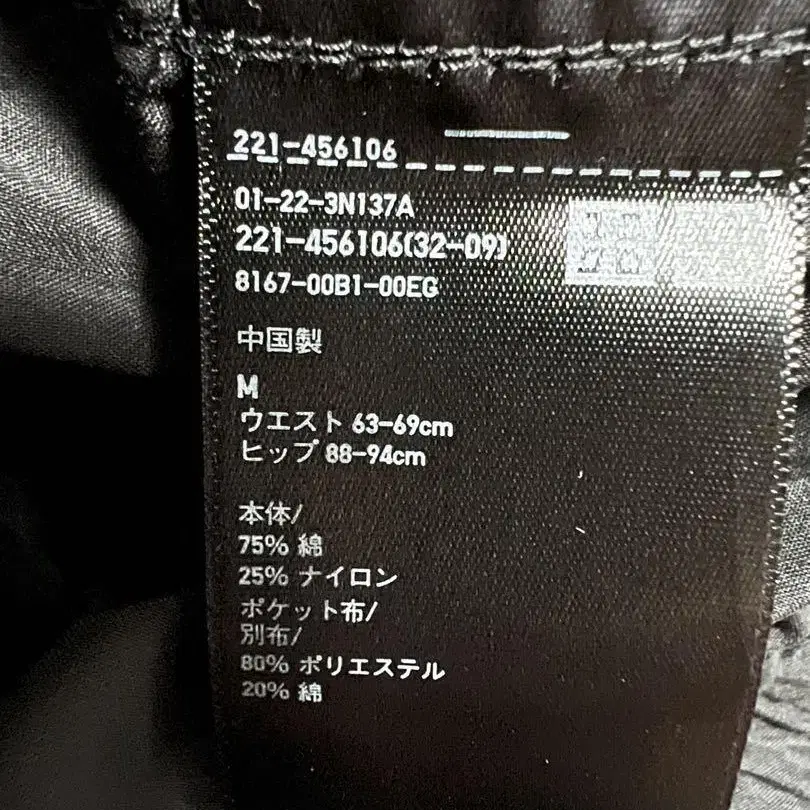 221-456106
01-22-3N137A
221-456106(32-09)
8167-00B1-00EG
中国製
M
ウエスト 63-69cm
ヒップ 88-94cm
本体/
75% 綿
25% ナイロン
ポケット布/
別布/
80% ポリエステル
20% 綿